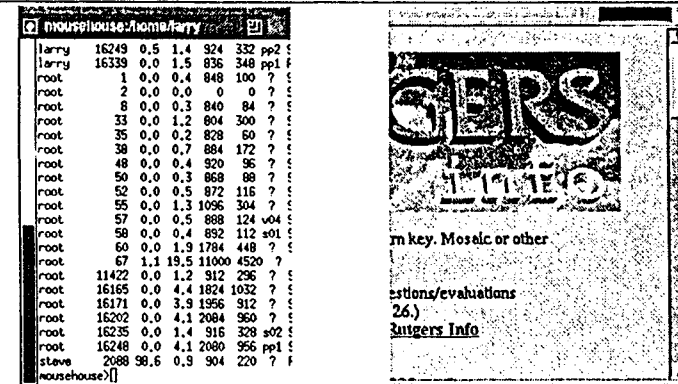 mousehouse:/home/larry
larry 16249 0.5 1.4 924 332 pp2 S
larry 16339 0.0 1.5 836 348 pp1 R
root 1 0.0 0.4 848 100 ? S
root 2 0.0 0.0 0 0 ? S
root 8 0.0 0.3 840 84 ? S
root 33 0.0 1.2 804 300 ? S
root 35 0.0 0.2 828 60 ? S
root 38 0.0 0.7 884 172 ? S
root 48 0.0 0.4 920 96 ? S
root 50 0.0 0.3 868 88 ? S
root 52 0.0 0.5 872 116 ? S
root 55 0.0 1.3 1096 304 ? S
root 57 0.0 0.5 888 124 v04 S
root 58 0.0 0.4 892 112 s01 S
root 60 0.0 1.9 1784 448 ? S
root 67 1.1 19.5 11000 4520 ?
root 11422 0.0 1.2 912 296 ? S
root 16165 0.0 4.4 1824 1032 ? S
root 16171 0.0 3.9 1956 912 ? S
root 16202 0.0 4.1 2084 960 ? S
root 16235 0.0 1.4 916 328 s02 S
root 16248 0.0 4.1 2080 956 pp1 S
steve 2088 98.6 0.9 904 220 ? R
mousehouse>
GERS
info
rn key. Mosaic or other
estions/evaluations
26.)
Rutgers Info